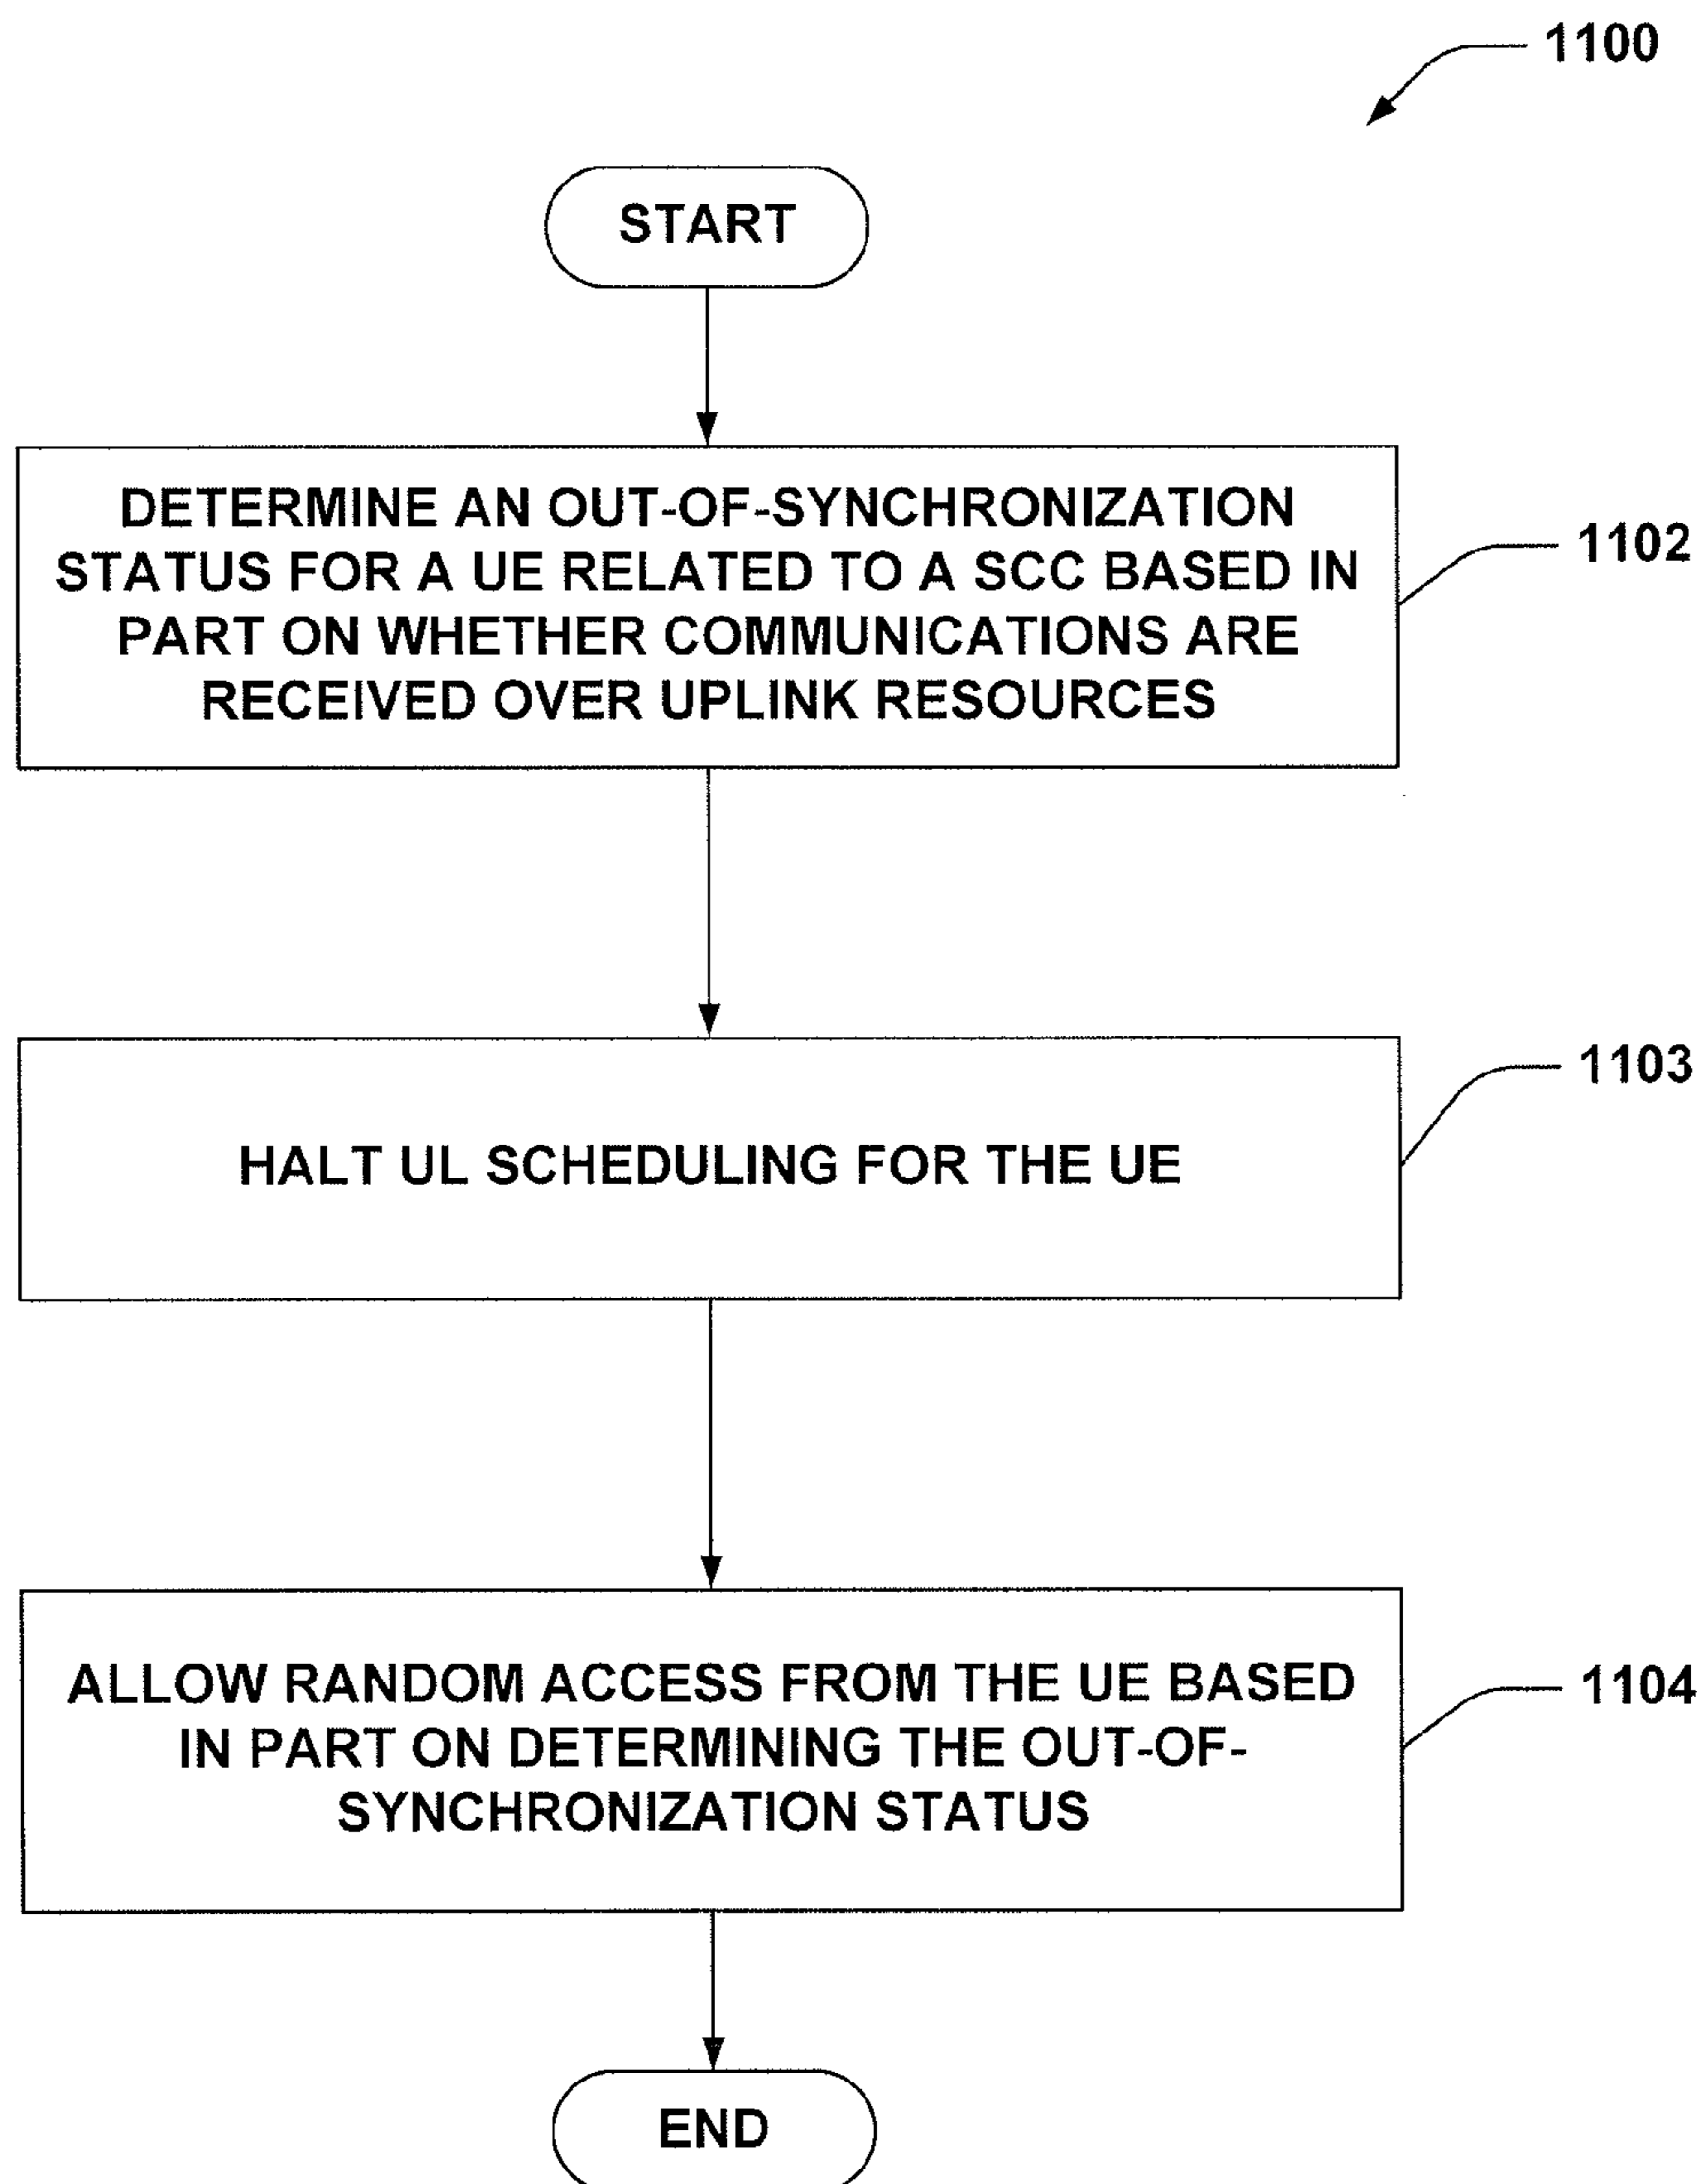 1100
START
DETERMINE AN OUT-OF-SYNCHRONIZATION
STATUS FOR A UE RELATED TO A SCC BASED IN
PART ON WHETHER COMMUNICATIONS ARE
RECEIVED OVER UPLINK RESOURCES
1102
HALT UL SCHEDULING FOR THE UE
1103
ALLOW RANDOM ACCESS FROM THE UE BASED
IN PART ON DETERMINING THE OUT-OF-
SYNCHRONIZATION STATUS
1104
END